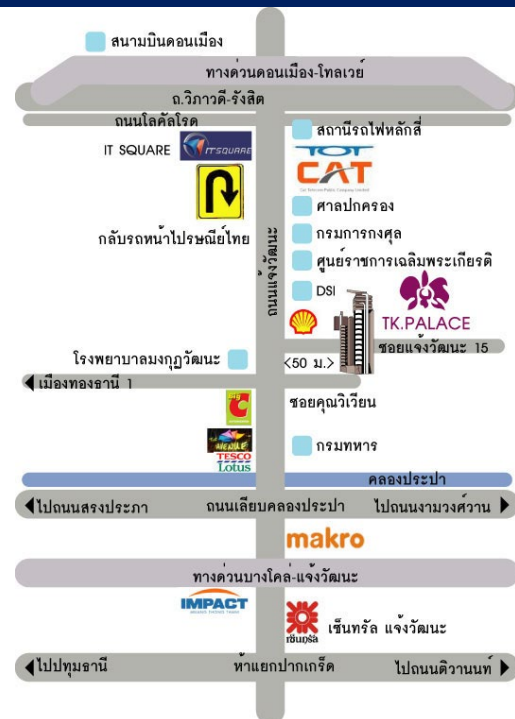 สนามบินดอนเมือง
ทางด่วนดอนเมือง-โทลเวย์
ถ.วิภาวดี-รังสิต
ถนนโลคัลโรด
สถานีรถไฟหลักสี่
IT SQUARE
IT SQUARE
TOT
CAT
ศาลปกครอง
กลับรถหน้าไปรษณีย์ไทย
กรมการกงศุล
ศูนย์ราชการเฉลิมพระเกียรติ
ถนนแจ้งวัฒนะ
DSI
TK.PALACE
ซอยแจ้งวัฒนะ 15
โรงพยาบาลมงกุฎวัฒนะ
<50 ม.>
เมืองทองธานี 1
ซอยคุณวิเวียน
กรมทหาร
TESCO
Lotus
คลองประปา
ไปถนนสรงประภา
ถนนเลียบคลองประปา
ไปถนนงามวงศ์วาน
makro
ทางด่วนบางโคล่-แจ้งวัฒนะ
IMPACT
เซ็นทรัล
เซ็นทรัล แจ้งวัฒนะ
ไปปทุมธานี
ห้าแยกปากเกร็ด
ไปถนนติวานนท์